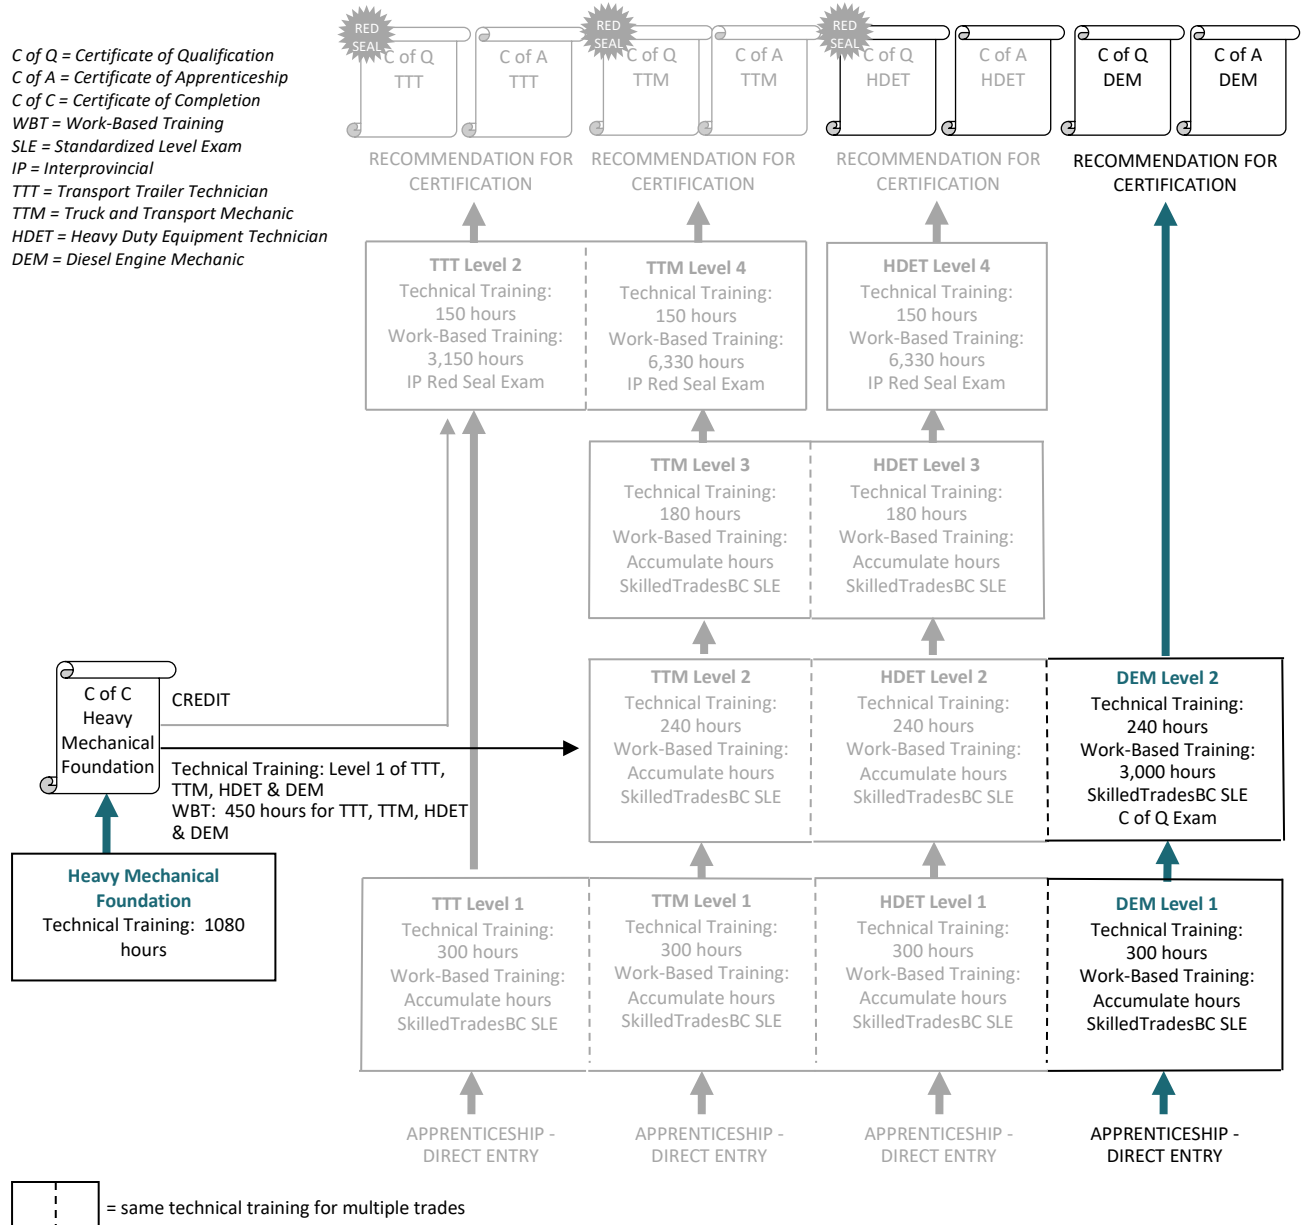 C of Q = Certificate of Qualification
C of A = Certificate of Apprenticeship
C of C = Certificate of Completion
WBT = Work-Based Training
SLE = Standardized Level Exam
IP = Interprovincial
TTT = Transport Trailer Technician
TTM = Truck and Transport Mechanic
HDET = Heavy Duty Equipment Technician
DEM = Diesel Engine Mechanic
RED
SEAL
C of Q
TTT
C of A
TTT
RED
SEAL
C of Q
TTM
C of A
TTM
RED
SEAL
C of Q
HDET
C of A
HDET
C of Q
DEM
C of A
DEM
RECOMMENDATION FOR
CERTIFICATION
RECOMMENDATION FOR
CERTIFICATION
RECOMMENDATION FOR
CERTIFICATION
RECOMMENDATION FOR
CERTIFICATION
TTT Level 2
Technical Training:
150 hours
Work-Based Training:
3,150 hours
IP Red Seal Exam
TTM Level 4
Technical Training:
150 hours
Work-Based Training:
6,330 hours
IP Red Seal Exam
HDET Level 4
Technical Training:
150 hours
Work-Based Training:
6,330 hours
IP Red Seal Exam
TTM Level 3
Technical Training:
180 hours
Work-Based Training:
Accumulate hours
SkilledTradesBC SLE
HDET Level 3
Technical Training:
180 hours
Work-Based Training:
Accumulate hours
SkilledTradesBC SLE
C of C
Heavy
Mechanical
Foundation
CREDIT
Technical Training: Level 1 of TTT,
TTM, HDET & DEM
WBT: 450 hours for TTT, TTM, HDET
& DEM
TTM Level 2
Technical Training:
240 hours
Work-Based Training:
Accumulate hours
SkilledTradesBC SLE
HDET Level 2
Technical Training:
240 hours
Work-Based Training:
Accumulate hours
SkilledTradesBC SLE
DEM Level 2
Technical Training:
240 hours
Work-Based Training:
3,000 hours
SkilledTradesBC SLE
C of Q Exam
Heavy Mechanical
Foundation
Technical Training: 1080
hours
TTT Level 1
Technical Training:
300 hours
Work-Based Training:
Accumulate hours
SkilledTradesBC SLE
TTM Level 1
Technical Training:
300 hours
Work-Based Training:
Accumulate hours
SkilledTradesBC SLE
HDET Level 1
Technical Training:
300 hours
Work-Based Training:
Accumulate hours
SkilledTradesBC SLE
DEM Level 1
Technical Training:
300 hours
Work-Based Training:
Accumulate hours
SkilledTradesBC SLE
APPRENTICESHIP -
DIRECT ENTRY
APPRENTICESHIP -
DIRECT ENTRY
APPRENTICESHIP -
DIRECT ENTRY
APPRENTICESHIP -
DIRECT ENTRY
= same technical training for multiple trades